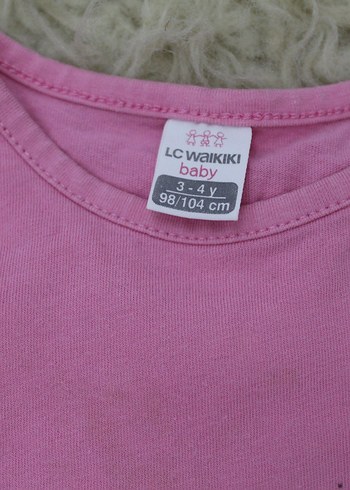 LC WAIKIKI
baby
3 - 4 y
98/104 cm